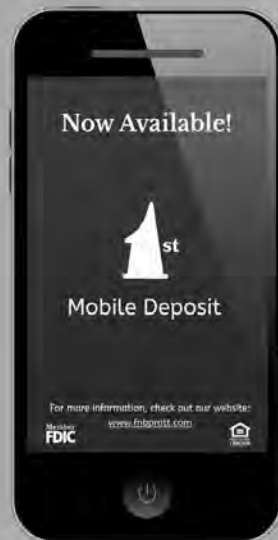 Now Available!
1st
Mobile Deposit
For more information, check out our website:
www.fnbpratt.com
Member
FDIC